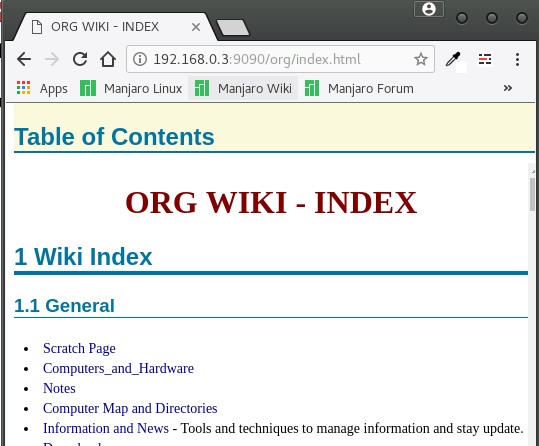 ORG WIKI - INDEX
192.168.0.3:9090/org/index.html
Apps Manjaro Linux Manjaro Wiki Manjaro Forum »
Table of Contents
ORG WIKI - INDEX
1 Wiki Index
1.1 General
• Scratch Page
• Computers_and_Hardware
• Notes
• Computer Map and Directories
• Information and News - Tools and techniques to manage information and stay update.